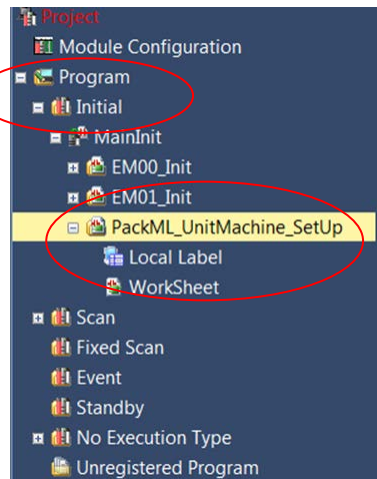 Project
Module Configuration
Program
Initial
MainInit
EM00_Init
EM01_Init
PackML_UnitMachine_SetUp
Local Label
WorkSheet
Scan
Fixed Scan
Event
Standby
No Execution Type
Unregistered Program